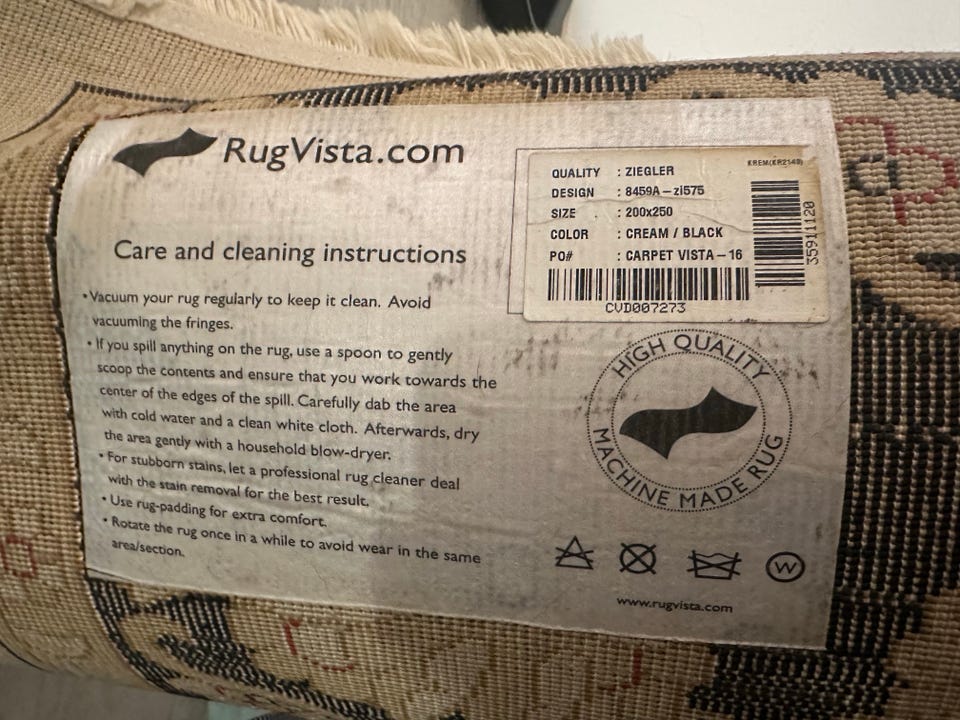 RugVista.com
Care and cleaning instructions
•Vacuum your rug regularly to keep it clean. Avoid
vacuuming the fringes.
• If you spill anything on the rug, use a spoon to gently
scoop the contents and ensure that you work towards the
center of the edges of the spill. Carefully dab the area
with cold water and a clean white cloth. Afterwards, dry
the area gently with a household blow-dryer.
• For stubborn stains, let a professional rug cleaner deal
with the stain removal for the best result.
• Use rug-padding for extra comfort.
• Rotate the rug once in a while to avoid wear in the same
area/section.
KREM(KR2149)
QUALITY : ZIEGLER
DESIGN : 8459A-zi575
SIZE : 200x250
COLOR : CREAM / BLACK
PO# : CARPET VISTA-16
CVD007273
35911120
HIGH QUALITY
MACHINE MADE RUG
W
www.rugvista.com